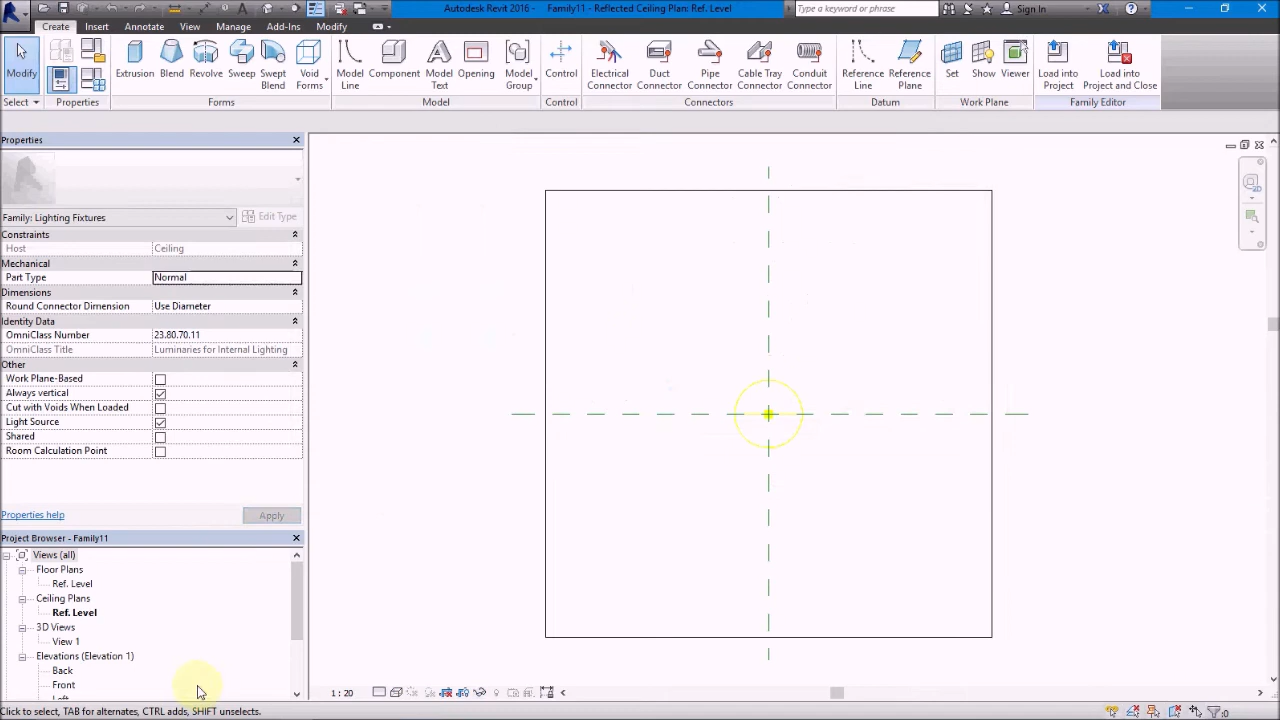 Autodesk Revit 2016 - Family11 - Reflected Ceiling Plan: Ref. Level
Type a keyword or phrase
Sign In
Create Insert Annotate View Manage Add-Ins Modify
Modify
Extrusion Blend Revolve Sweep Swept Blend Void Forms
Model Line Component Model Text Opening Model Group
Control
Electrical Connector Duct Connector Pipe Connector Cable Tray Connector Conduit Connector
Reference Line Reference Plane
Set Show Viewer
Load into Project Load into Project and Close
Select Properties Forms Model Control Connectors Datum Work Plane Family Editor
Properties
Family: Lighting Fixtures Edit Type
Constraints
Host Ceiling
Mechanical
Part Type Normal
Dimensions
Round Connector Dimension Use Diameter
Identity Data
OmniClass Number 23.80.70.11
OmniClass Title Luminaries for Internal Lighting
Other
Work Plane-Based
Always vertical
Cut with Voids When Loaded
Light Source
Shared
Room Calculation Point
Properties help Apply
Project Browser - Family11
Views (all)
Floor Plans
Ref. Level
Ceiling Plans
Ref. Level
3D Views
View 1
Elevations (Elevation 1)
Back
Front
1 : 20
Click to select, TAB for alternates, CTRL adds, SHIFT unselects.
:0